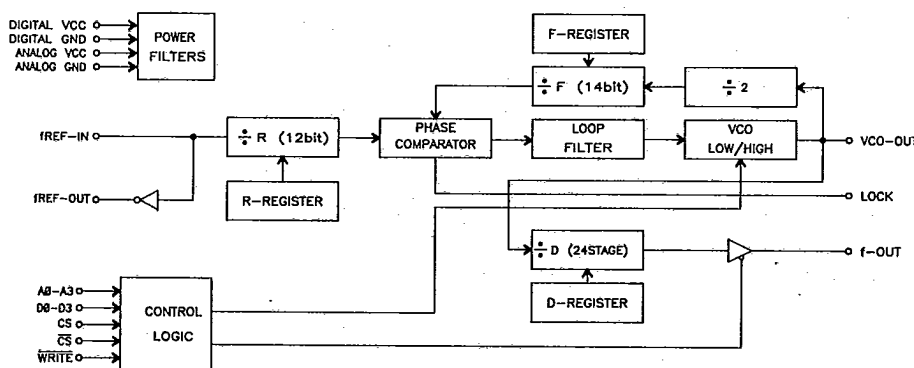 DIGITAL VCC
DIGITAL GND
ANALOG VCC
ANALOG GND
POWER
FILTERS
F-REGISTER
÷ F (14bit)
÷ 2
fREF-IN
÷ R (12bit)
PHASE
COMPARATOR
LOOP
FILTER
VCO
LOW/HIGH
VCO-OUT
fREF-OUT
R-REGISTER
LOCK
÷ D (24STAGE)
f-OUT
D-REGISTER
A0-A3
D0-D3
CS
C̅S̅
W̅R̅I̅T̅E̅
CONTROL
LOGIC